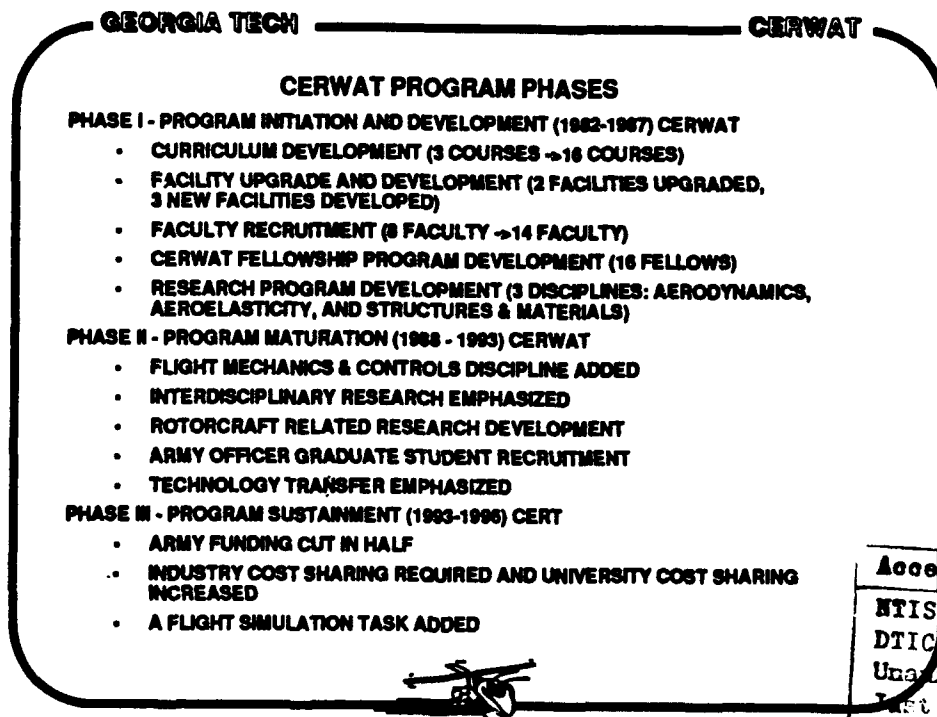 GEORGIA TECH CERWAT
CERWAT PROGRAM PHASES
PHASE I - PROGRAM INITIATION AND DEVELOPMENT (1982-1987) CERWAT
• CURRICULUM DEVELOPMENT (3 COURSES → 16 COURSES)
• FACILITY UPGRADE AND DEVELOPMENT (2 FACILITIES UPGRADED,
3 NEW FACILITIES DEVELOPED)
• FACULTY RECRUITMENT (8 FACULTY → 14 FACULTY)
• CERWAT FELLOWSHIP PROGRAM DEVELOPMENT (16 FELLOWS)
• RESEARCH PROGRAM DEVELOPMENT (3 DISCIPLINES: AERODYNAMICS,
AEROELASTICITY, AND STRUCTURES & MATERIALS)
PHASE II - PROGRAM MATURATION (1988 - 1993) CERWAT
• FLIGHT MECHANICS & CONTROLS DISCIPLINE ADDED
• INTERDISCIPLINARY RESEARCH EMPHASIZED
• ROTORCRAFT RELATED RESEARCH DEVELOPMENT
• ARMY OFFICER GRADUATE STUDENT RECRUITMENT
• TECHNOLOGY TRANSFER EMPHASIZED
PHASE III - PROGRAM SUSTAINMENT (1993-1996) CERT
• ARMY FUNDING CUT IN HALF
• INDUSTRY COST SHARING REQUIRED AND UNIVERSITY COST SHARING
INCREASED
• A FLIGHT SIMULATION TASK ADDED
Acce
NTIS
DTIC
Una
Just